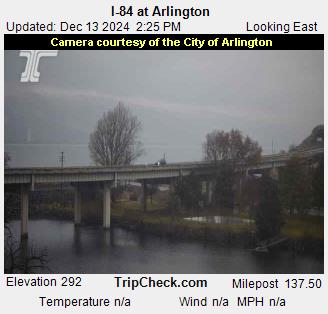 I-84 at Arlington
Updated: Dec 13 2024 2:25 PM Looking East
Camera courtesy of the City of Arlington
Elevation 292 TripCheck.com Milepost 137.50
Temperature n/a Wind n/a MPH n/a